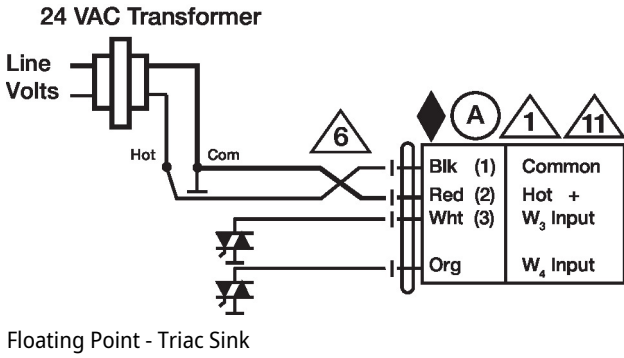 24 VAC Transformer
Line
Volts
Hot
Com
6
A
1
11
Blk (1) Common
Red (2) Hot +
Wht (3) W₃ Input
Org W₄ Input
Floating Point - Triac Sink